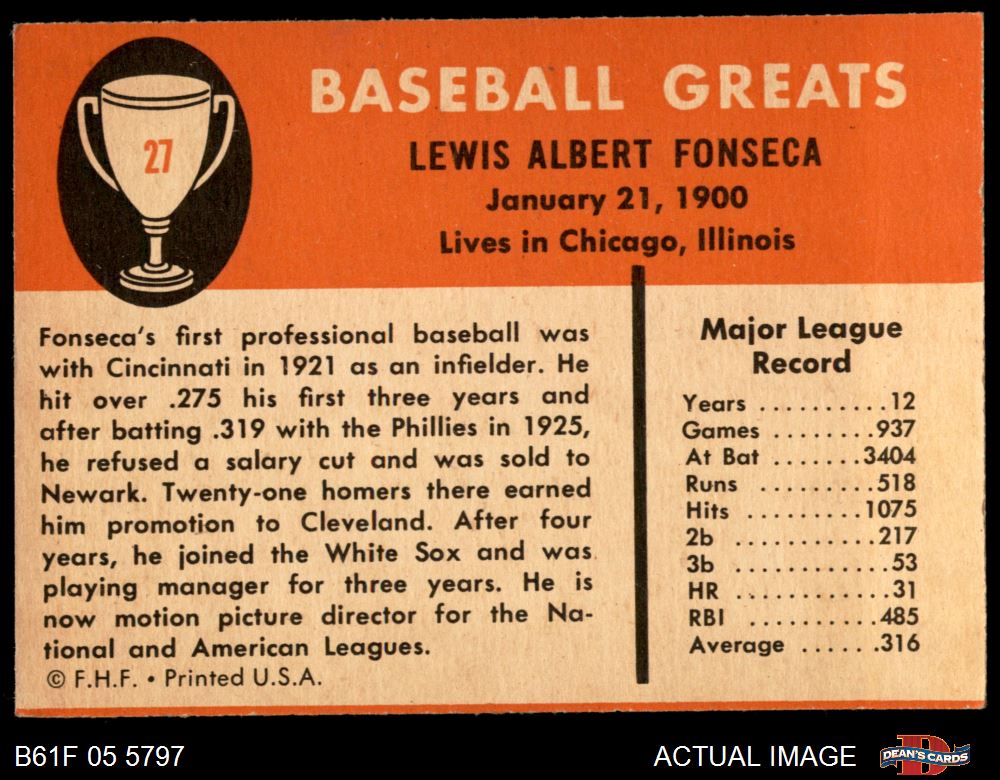 27
BASEBALL GREATS
LEWIS ALBERT FONSECA
January 21, 1900
Lives in Chicago, Illinois
Fonseca's first professional baseball was
with Cincinnati in 1921 as an infielder. He
hit over .275 his first three years and
after batting .319 with the Phillies in 1925,
he refused a salary cut and was sold to
Newark. Twenty-one homers there earned
him promotion to Cleveland. After four
years, he joined the White Sox and was
playing manager for three years. He is
now motion picture director for the Na-
tional and American Leagues.
© F.H.F. • Printed U.S.A.
Major League
Record
Years ..........12
Games ........937
At Bat .......3404
Runs .........518
Hits .........1075
2b ...........217
3b ............53
HR ............31
RBI ..........485
Average ......316
B61F 05 5797
ACTUAL IMAGE
DEAN'S CARDS